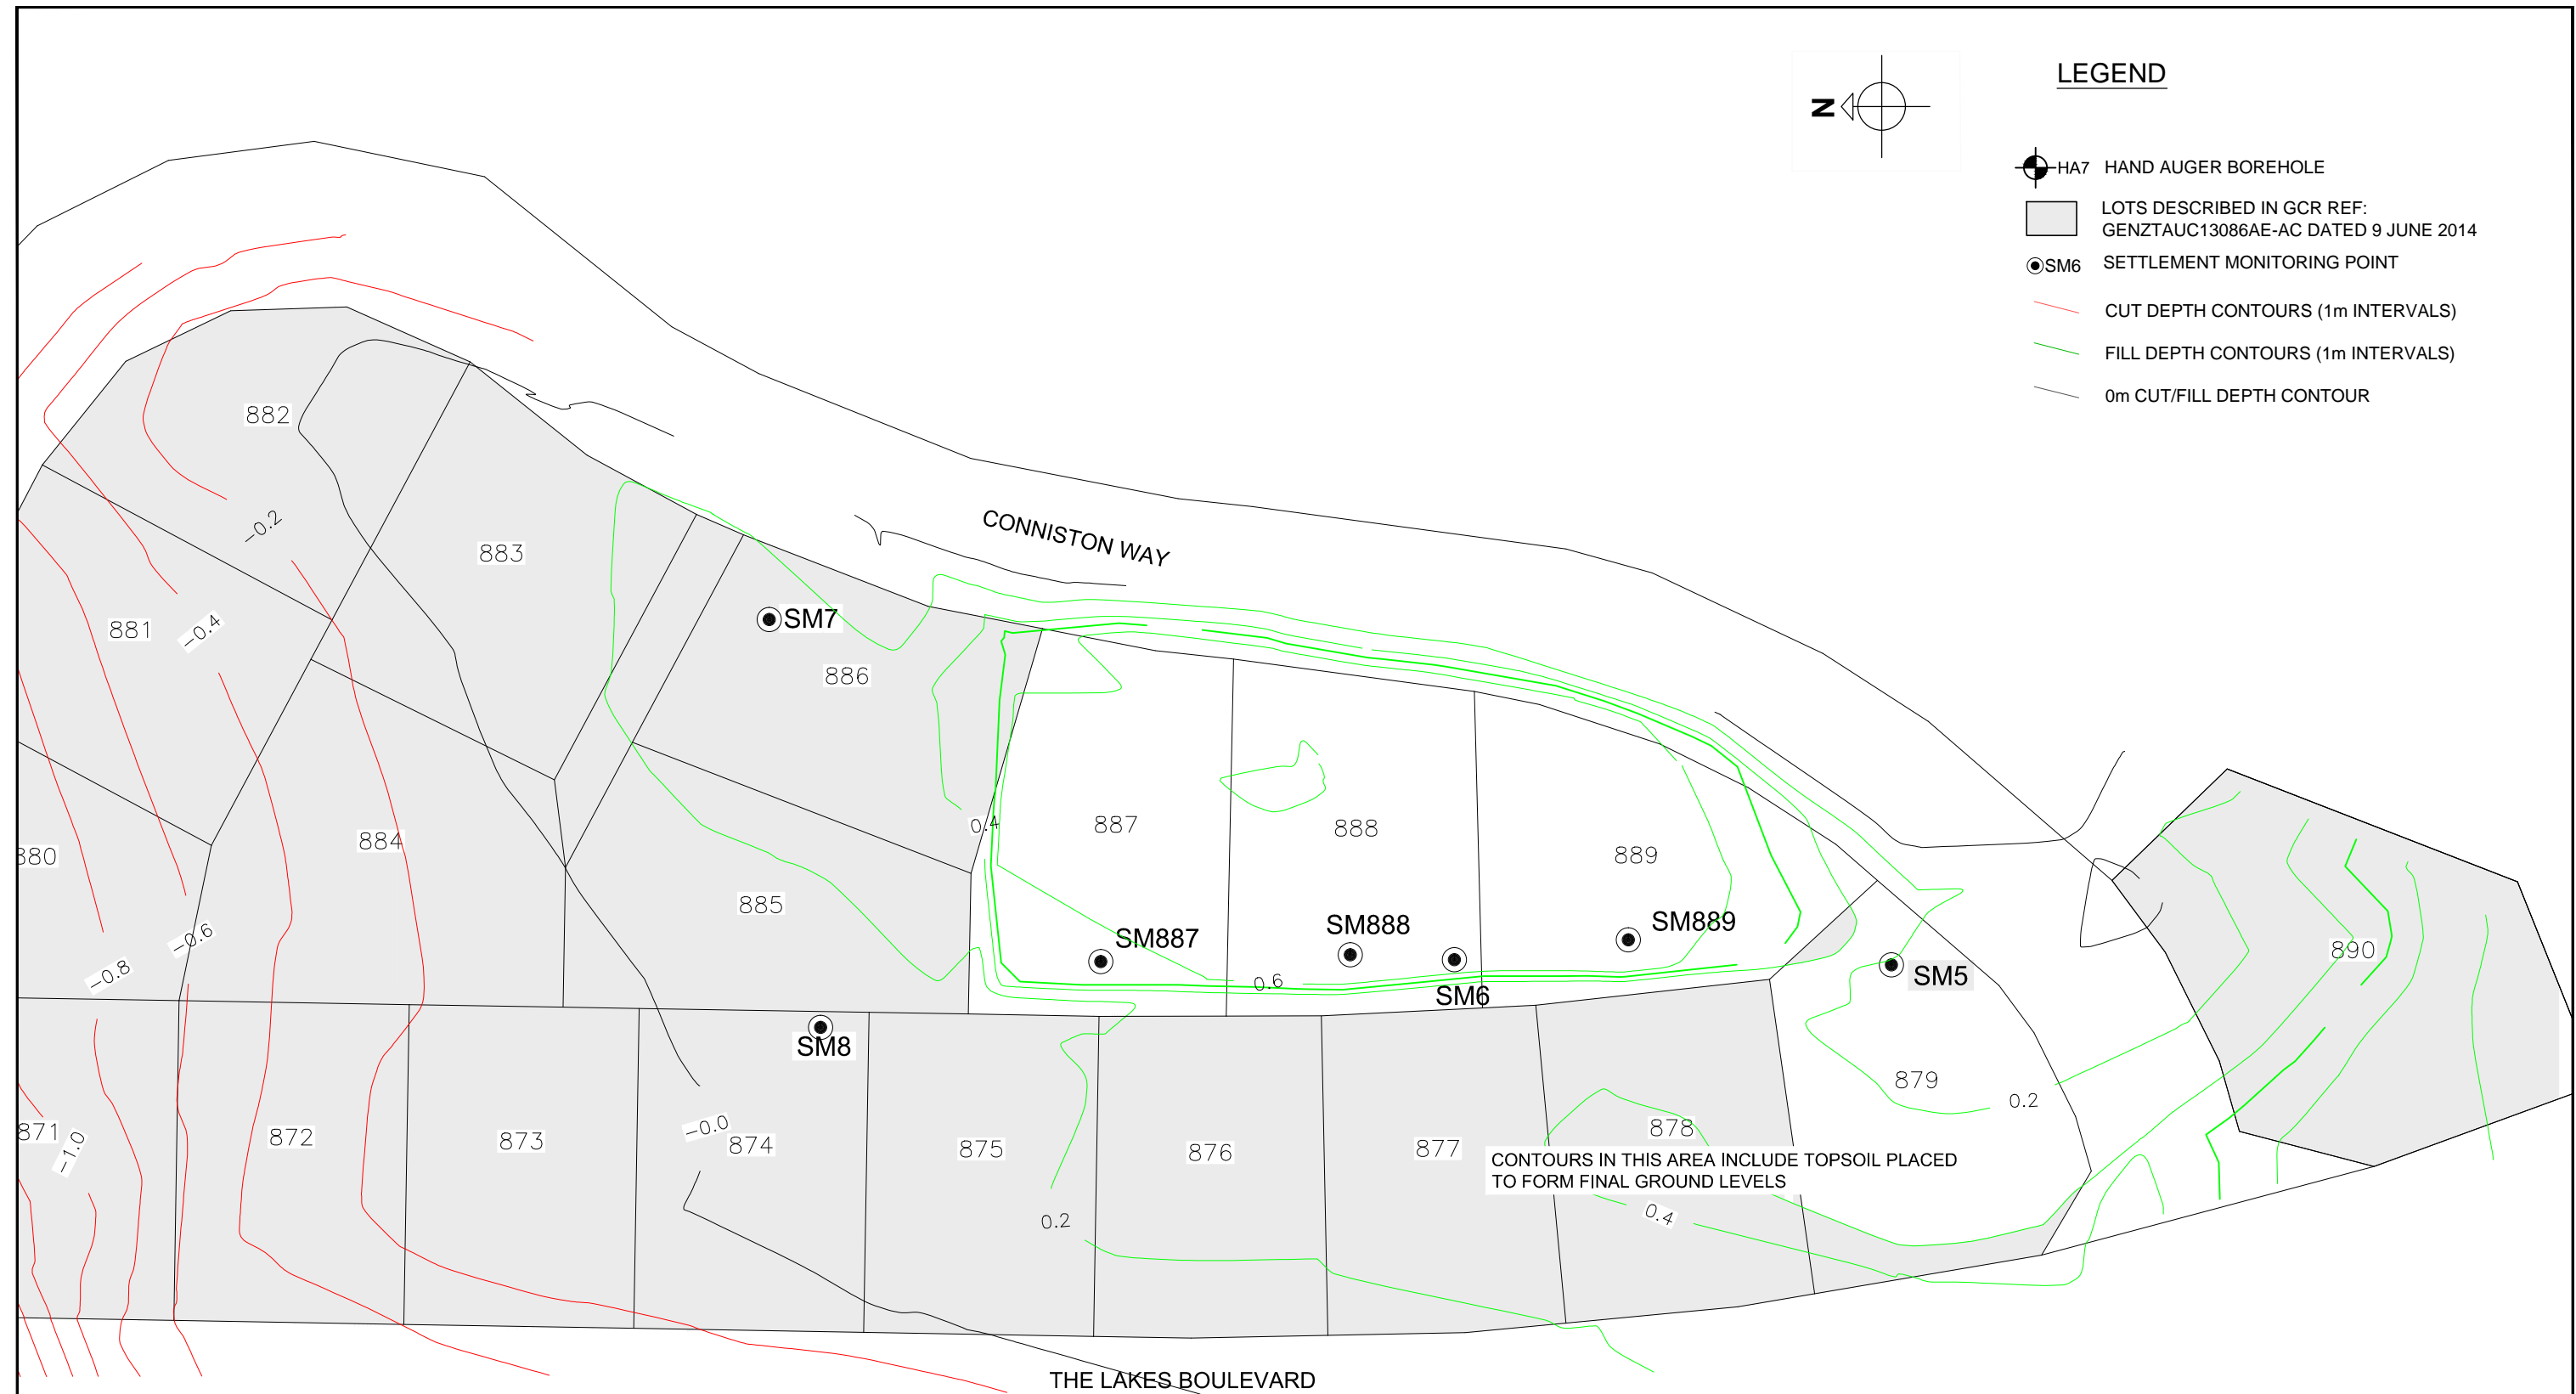 LEGEND
N
HA7 HAND AUGER BOREHOLE
LOTS DESCRIBED IN GCR REF:
GENZTAUC13086AE-AC DATED 9 JUNE 2014
SM6 SETTLEMENT MONITORING POINT
CUT DEPTH CONTOURS (1m INTERVALS)
FILL DEPTH CONTOURS (1m INTERVALS)
0m CUT/FILL DEPTH CONTOUR
882
-0.2
883
CONNISTON WAY
881
-0.4
SM7
886
884
880
0.4
887
888
889
885
-0.6
-0.8
SM887
SM888
SM889
890
SM5
0.6
SM6
SM8
879
0.2
871
-1.0
872
873
-0.0
874
875
876
877
878
CONTOURS IN THIS AREA INCLUDE TOPSOIL PLACED
TO FORM FINAL GROUND LEVELS
0.2
0.4
THE LAKES BOULEVARD